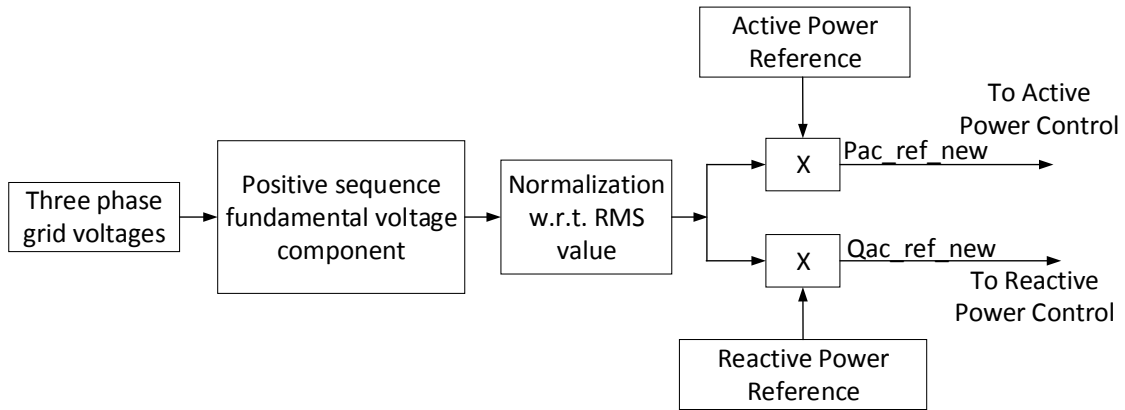 Three phase
grid voltages
Positive sequence
fundamental voltage
component
Normalization
w.r.t. RMS
value
Active Power
Reference
X
Pac_ref_new
To Active
Power Control
X
Qac_ref_new
To Reactive
Power Control
Reactive Power
Reference